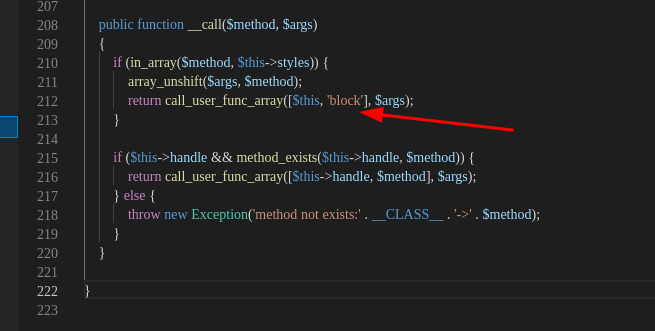 207
208 public function __call($method, $args)
209 {
210 if (in_array($method, $this->styles)) {
211 array_unshift($args, $method);
212 return call_user_func_array([$this, 'block'], $args);
213 }
214
215 if ($this->handle && method_exists($this->handle, $method)) {
216 return call_user_func_array([$this->handle, $method], $args);
217 } else {
218 throw new Exception('method not exists:' . __CLASS__ . '->' . $method);
219 }
220 }
221
222 }
223